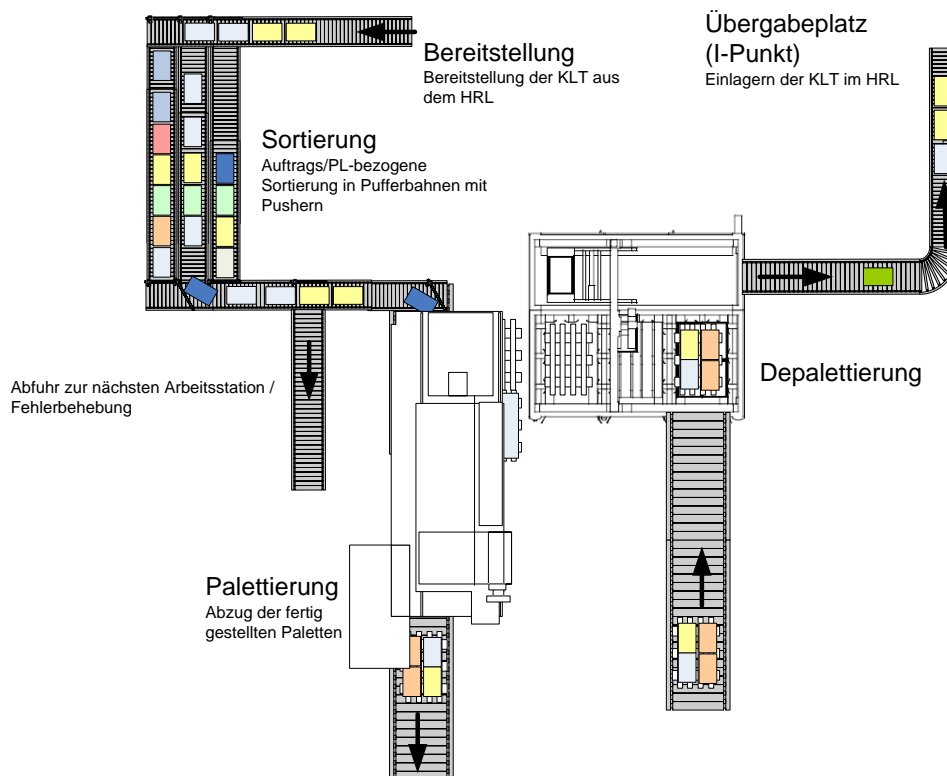 Bereitstellung
Bereitstellung der KLT aus
dem HRL
Übergabeplatz
(I-Punkt)
Einlagern der KLT im HRL
Sortierung
Auftrags/PL-bezogene
Sortierung in Pufferbahnen mit
Pushern
Abfuhr zur nächsten Arbeitsstation /
Fehlerbehebung
Depalettierung
Palettierung
Abzug der fertig
gestellten Paletten